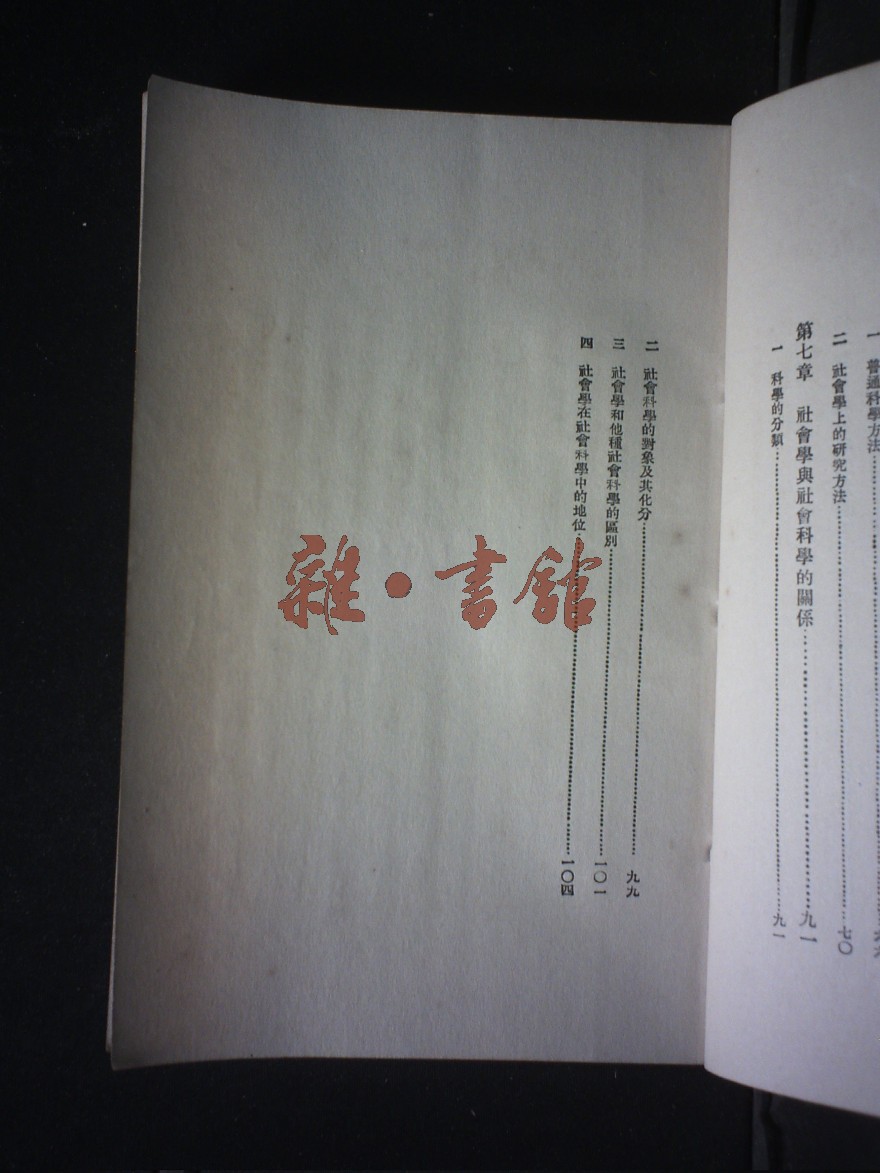 一 普通科學方法……六六
二 社會學上的研究方法……七〇
第七章 社會學與社會科學的關係……九一
一 科學的分類……九一
二 社會科學的對象及其化分……九九
三 社會學和他種社會科學的區別……一〇一
四 社會學在社會科學中的地位……一〇四
雜·書館